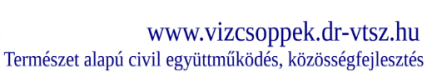 www.vizcsoppek.dr-vtsz.hu
Természet alapú civil együttműködés, közösségfejlesztés